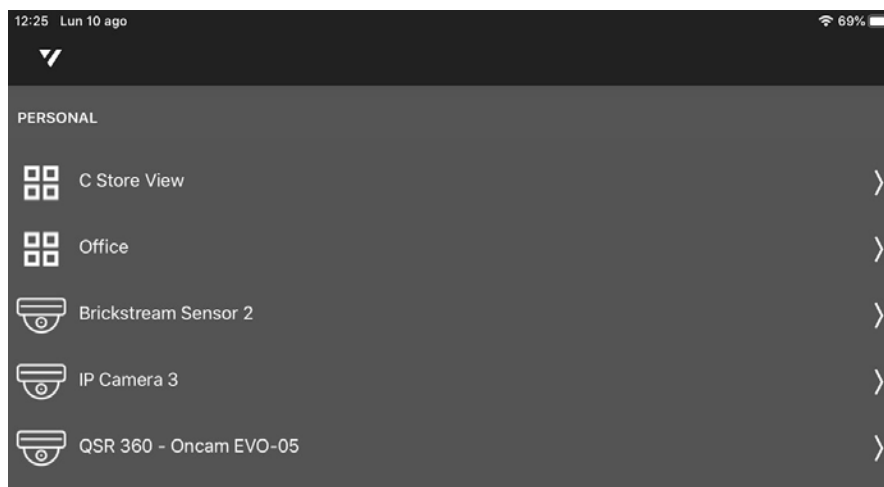 12:25 Lun 10 ago 69%
PERSONAL
C Store View
Office
Brickstream Sensor 2
IP Camera 3
QSR 360 - Oncam EVO-05